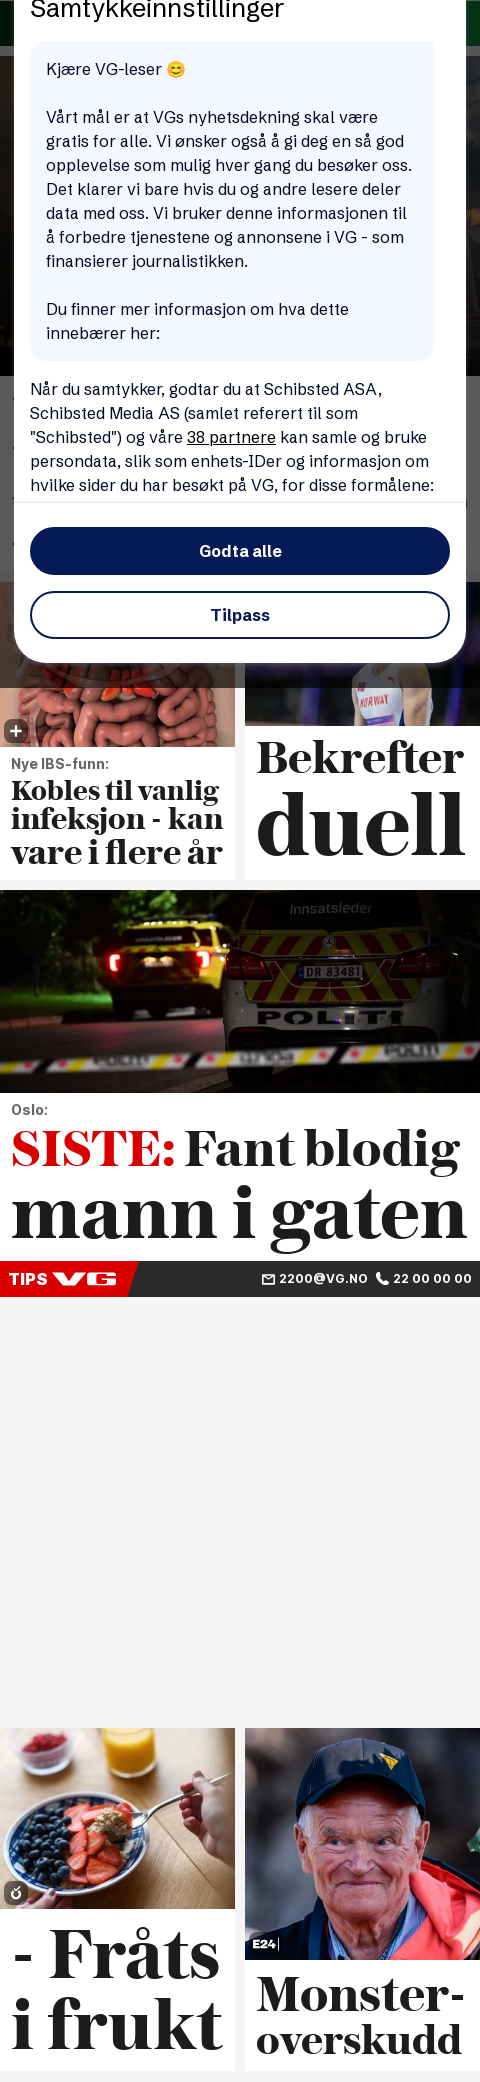 Samtykkeinnstillinger
Kjære VG-leser 😊
Vårt mål er at VGs nyhetsdekning skal være
gratis for alle. Vi ønsker også å gi deg en så god
opplevelse som mulig hver gang du besøker oss.
Det klarer vi bare hvis du og andre lesere deler
data med oss. Vi bruker denne informasjonen til
å forbedre tjenestene og annonsene i VG - som
finansierer journalistikken.
Du finner mer informasjon om hva dette
innebærer her:
Når du samtykker, godtar du at Schibsted ASA,
Schibsted Media AS (samlet referert til som
"Schibsted") og våre 38 partnere kan samle og bruke
persondata, slik som enhets-IDer og informasjon om
hvilke sider du har besøkt på VG, for disse formålene:
Godta alle
Tilpass
NORWAY
Nye IBS-funn:
Kobles til vanlig
infeksjon - kan
vare i flere år
Bekrefter
duell
Innsatsleder
DR 83481
POLITI
POLITI
POLITI
POLITI
Oslo:
SISTE: Fant blodig
mann i gaten
TIPS VG
2200@VG.NO
22 00 00 00
- Fråts
i frukt
E24
Monster-
overskudd